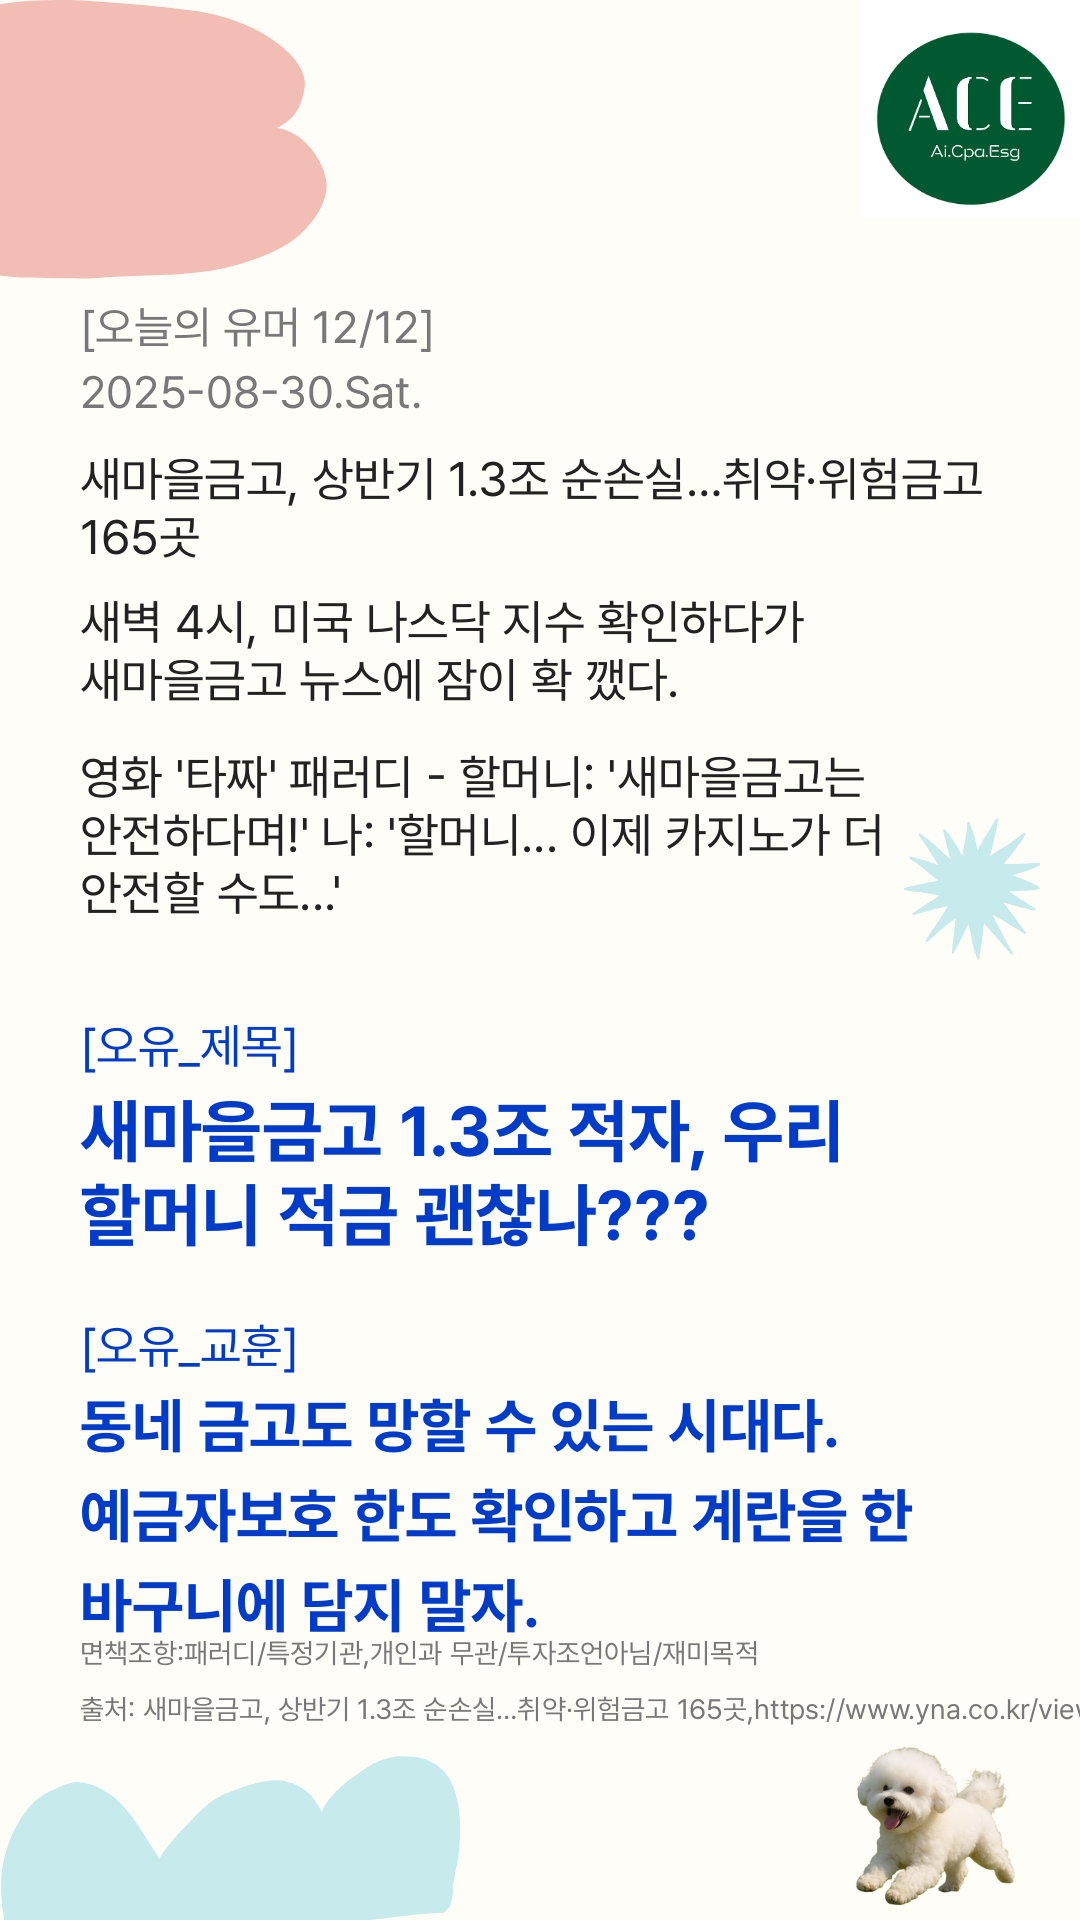 ACE
Ai.Cpa.Esg
[오늘의 유머 12/12]
2025-08-30.Sat.
새마을금고, 상반기 1.3조 순손실...취약·위험금고
165곳
새벽 4시, 미국 나스닥 지수 확인하다가
새마을금고 뉴스에 잠이 확 깼다.
영화 '타짜' 패러디 - 할머니: '새마을금고는
안전하다며!' 나: '할머니... 이제 카지노가 더
안전할 수도...'
[오유_제목]
새마을금고 1.3조 적자, 우리
할머니 적금 괜찮나???
[오유_교훈]
동네 금고도 망할 수 있는 시대다.
예금자보호 한도 확인하고 계란을 한
바구니에 담지 말자.
면책조항:패러디/특정기관,개인과 무관/투자조언아님/재미목적
출처: 새마을금고, 상반기 1.3조 순손실...취약·위험금고 165곳,https://www.yna.co.kr/view